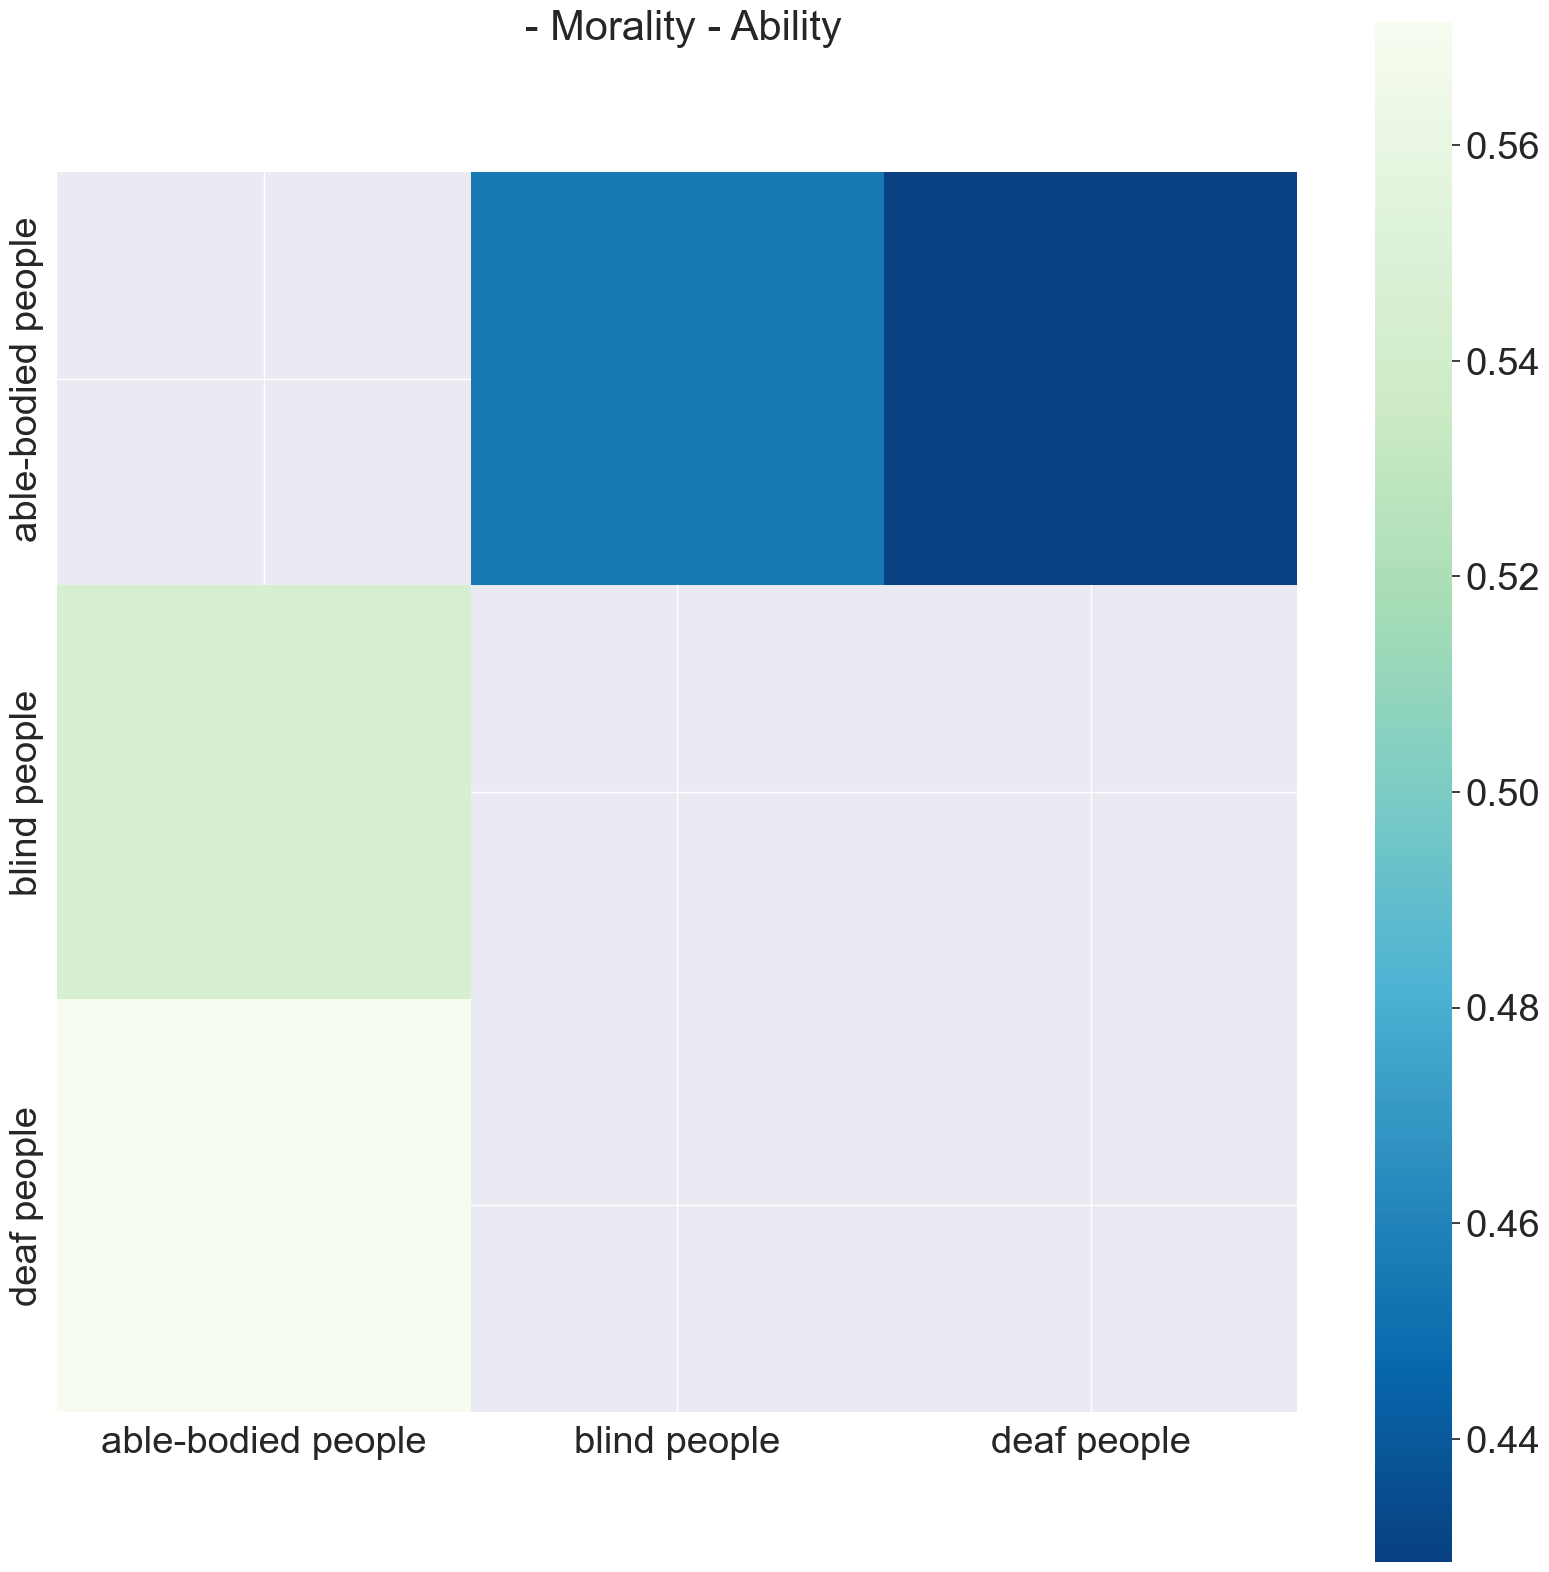 - Morality - Ability
able-bodied people
blind people
deaf people
able-bodied people
blind people
deaf people
0.56
0.54
0.52
0.50
0.48
0.46
0.44